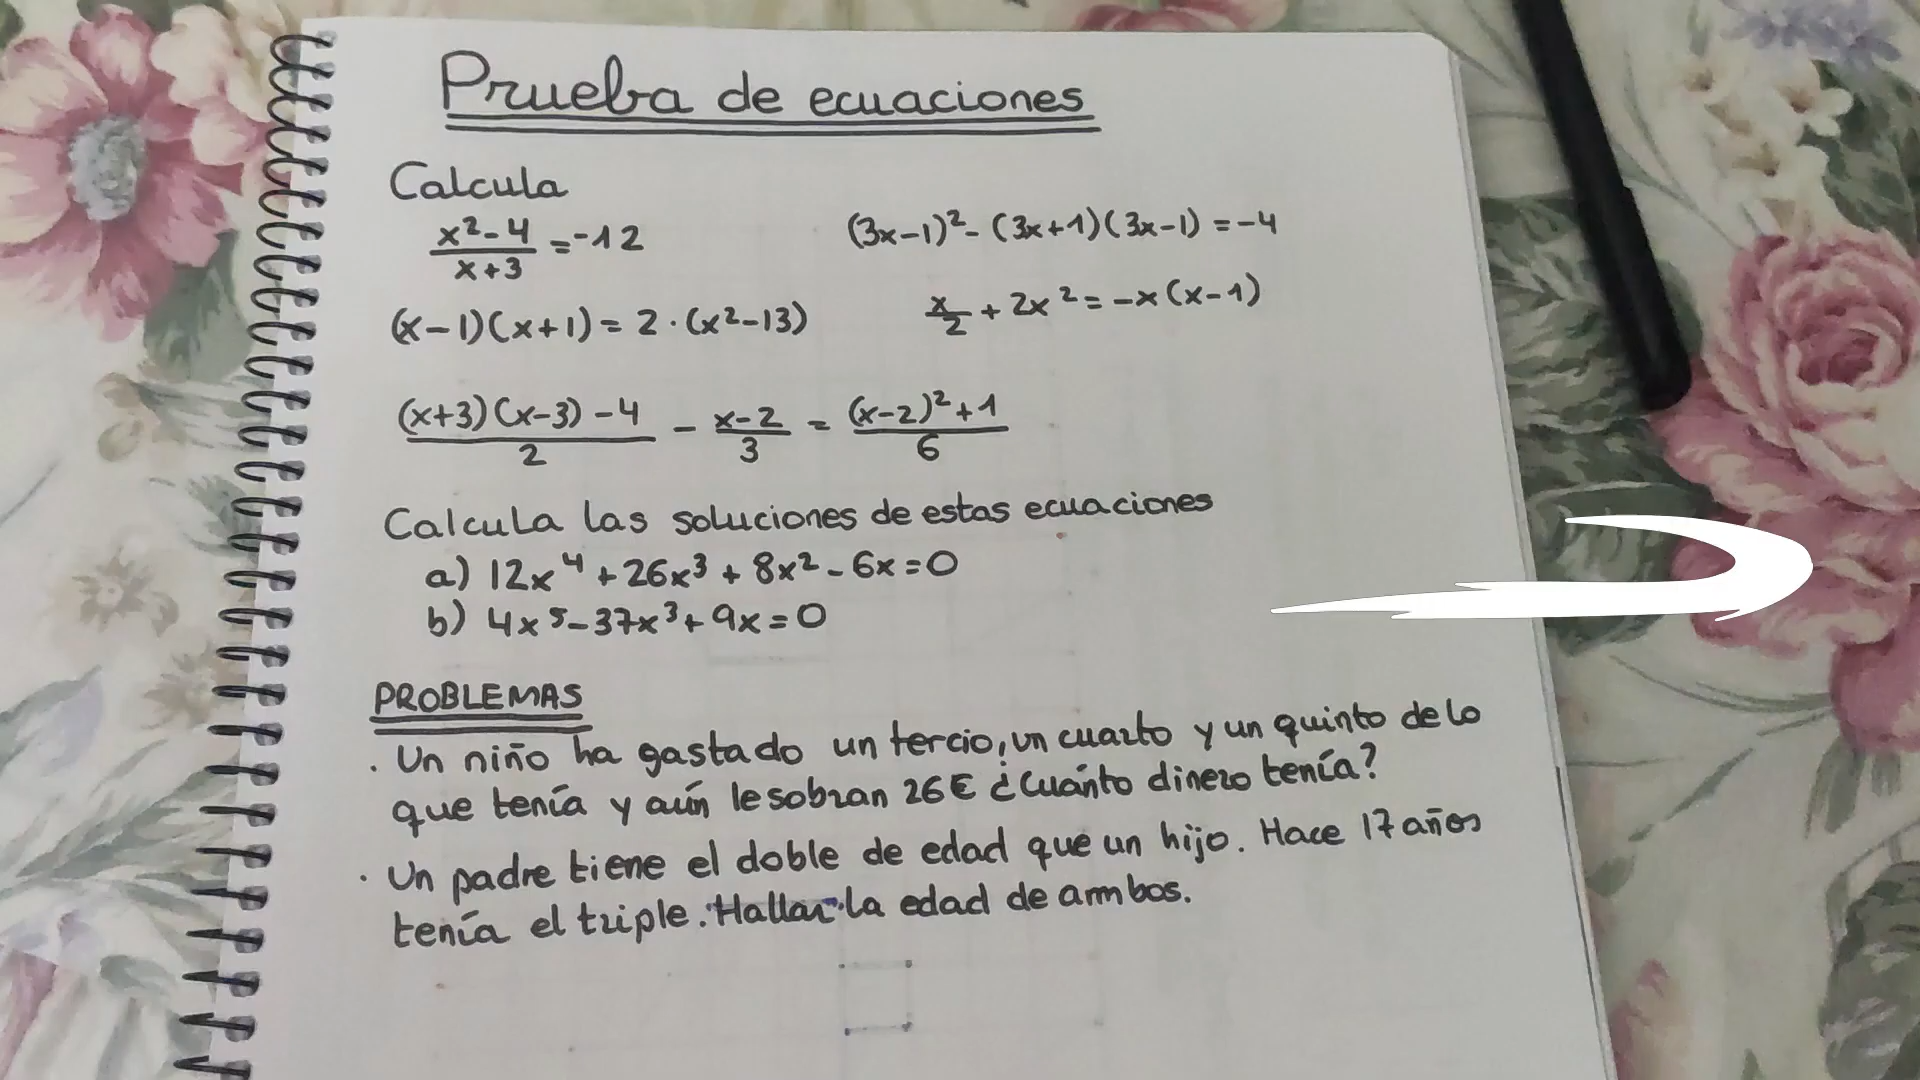 Prueba de ecuaciones
Calcula
(x²-4)/(x+3) = -12
(3x-1)² - (3x+1)(3x-1) = -4
(x-1)(x+1) = 2·(x²-13)
x/2 + 2x² = -x(x-1)
((x+3)(x-3)-4)/2 - (x-2)/3 = ((x-2)²+1)/6
Calcula las soluciones de estas ecuaciones
a) 12x⁴ + 26x³ + 8x² - 6x = 0
b) 4x⁵ - 37x³ + 9x = 0
PROBLEMAS
. Un niño ha gastado un tercio, un cuarto y un quinto de lo
que tenía y aún le sobran 26€ ¿Cuánto dinero tenía?
· Un padre tiene el doble de edad que un hijo. Hace 17 años
tenía el triple. Hallar la edad de ambos.